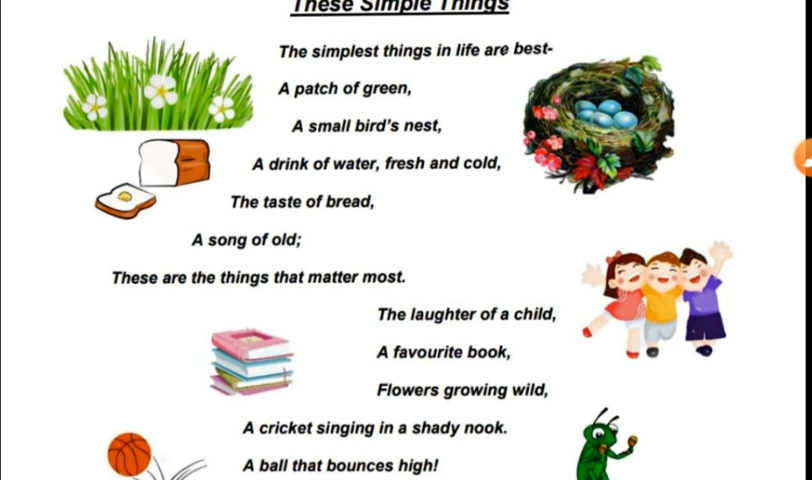 These Simple Things
The simplest things in life are best-
A patch of green,
A small bird's nest,
A drink of water, fresh and cold,
The taste of bread,
A song of old;
These are the things that matter most.
The laughter of a child,
A favourite book,
Flowers growing wild,
A cricket singing in a shady nook.
A ball that bounces high!